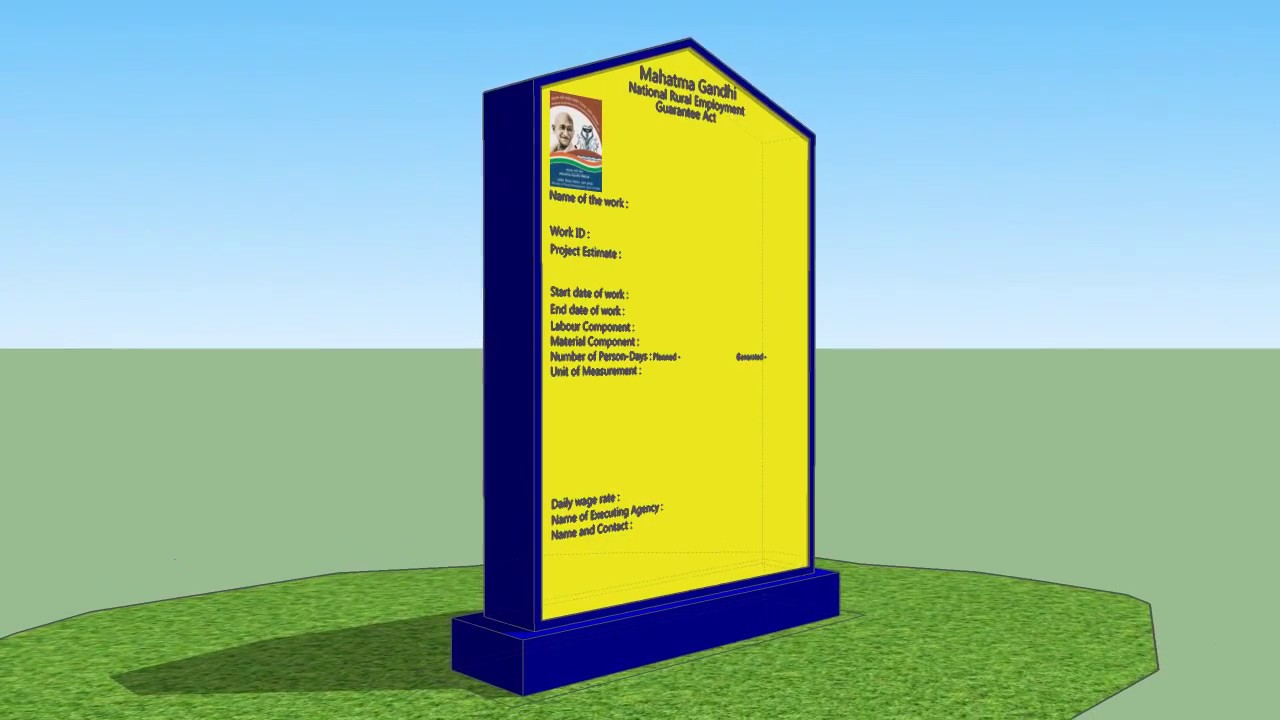 Mahatma Gandhi
National Rural Employment
Guarantee Act
Name of the work :
Work ID :
Project Estimate :
Start date of work :
End date of work :
Labour Component :
Material Component :
Number of Person-Days : Planned - Generated -
Unit of Measurement :
Daily wage rate :
Name of Executing Agency :
Name and Contact :